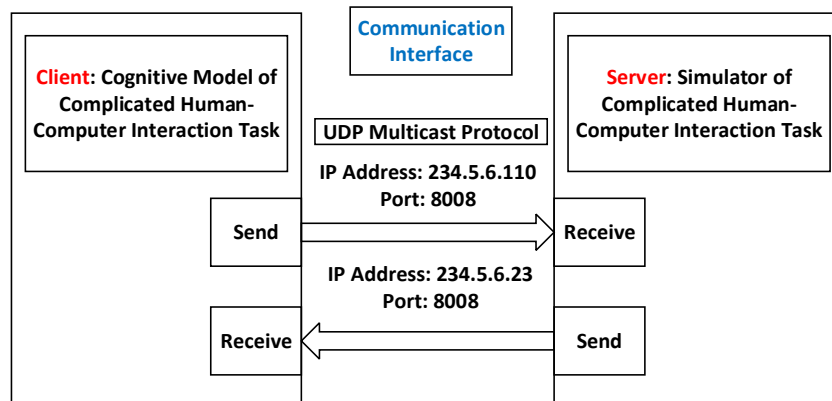 Communication
Interface
Client: Cognitive Model of
Complicated Human-
Computer Interaction Task
Server: Simulator of
Complicated Human-
Computer Interaction Task
UDP Multicast Protocol
IP Address: 234.5.6.110
Port: 8008
Send
Receive
IP Address: 234.5.6.23
Port: 8008
Receive
Send